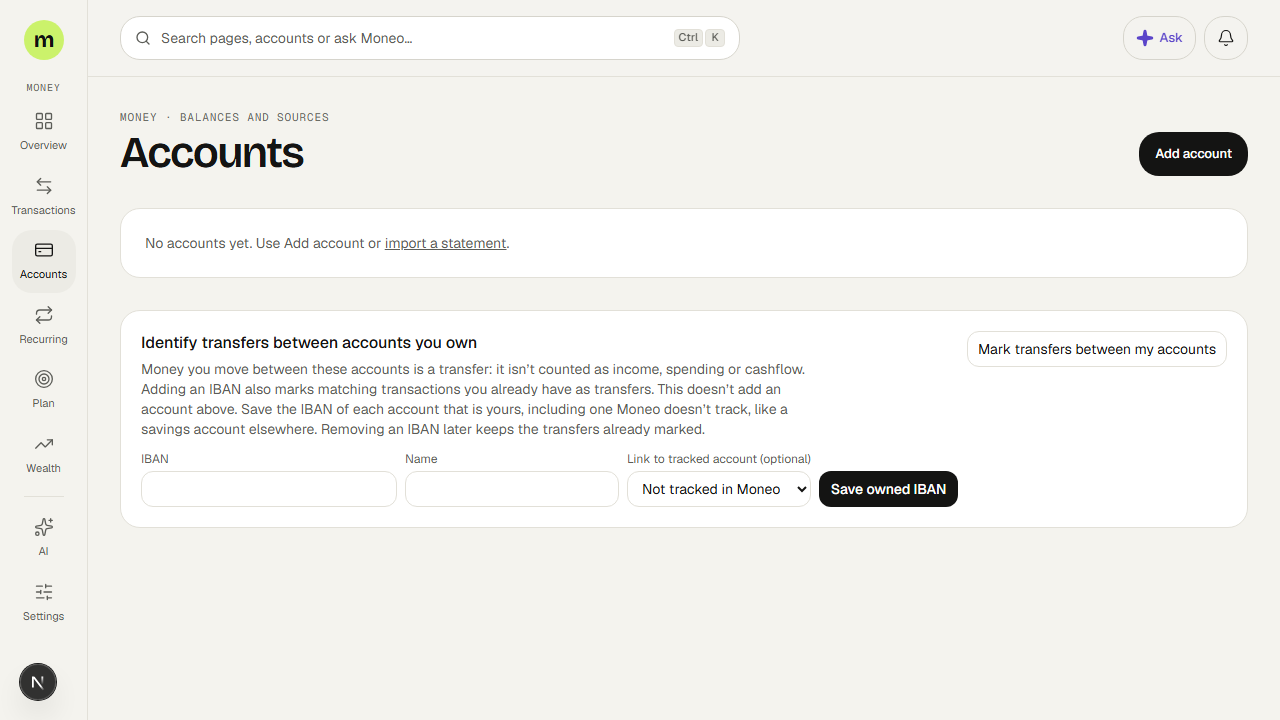 m
MONEY
Overview
Transactions
Accounts
Recurring
Plan
Wealth
AI
Settings
N
Search pages, accounts or ask Moneo...
Ctrl K
Ask
MONEY · BALANCES AND SOURCES
Accounts
Add account
No accounts yet. Use Add account or import a statement.
Identify transfers between accounts you own
Mark transfers between my accounts
Money you move between these accounts is a transfer: it isn't counted as income, spending or cashflow.
Adding an IBAN also marks matching transactions you already have as transfers. This doesn't add an
account above. Save the IBAN of each account that is yours, including one Moneo doesn't track, like a
savings account elsewhere. Removing an IBAN later keeps the transfers already marked.
IBAN
Name
Link to tracked account (optional)
Not tracked in Moneo
Save owned IBAN